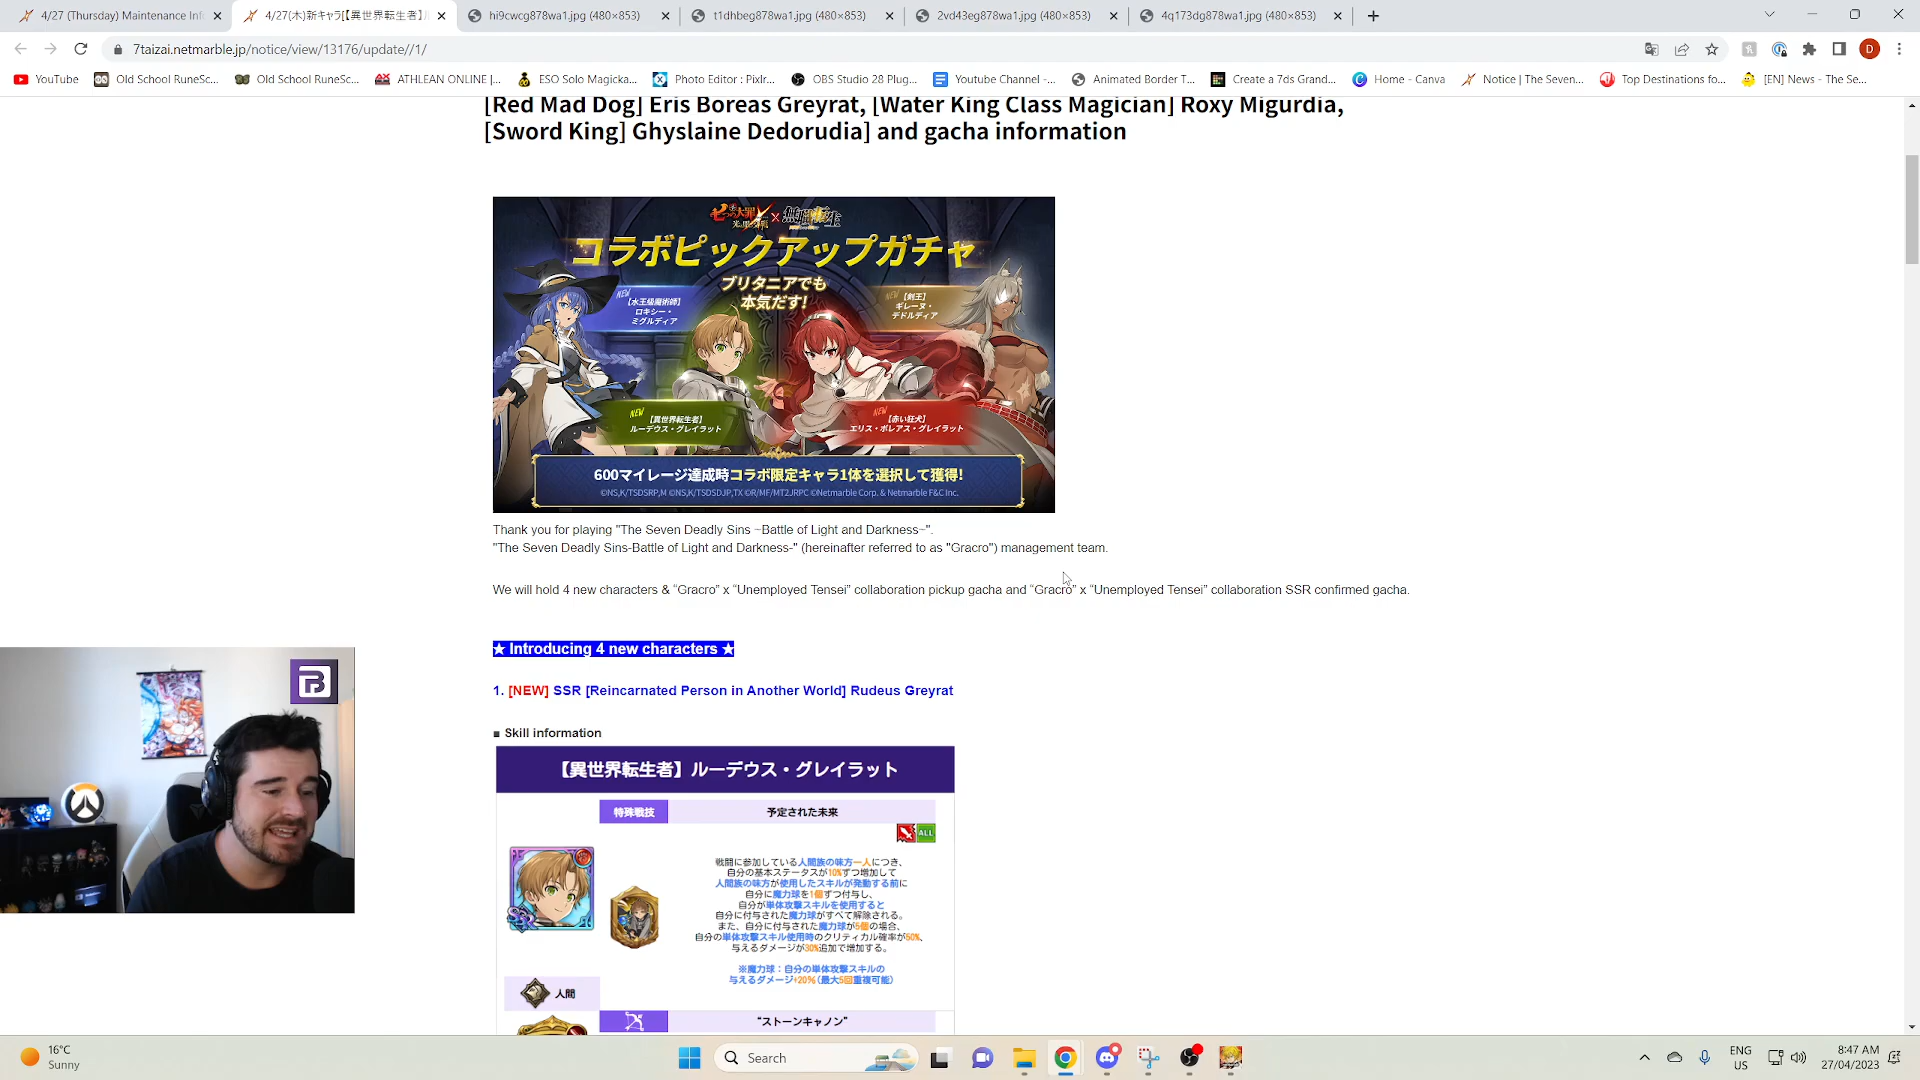 4/27 (Thursday) Maintenance Inf
4/27(木)新キャラ[【異世界転生者】ル
hi9cwcg878wa1.jpg (480×853)
t1dhbeg878wa1.jpg (480×853)
2vd43eg878wa1.jpg (480×853)
4q173dg878wa1.jpg (480×853)
7taizai.netmarble.jp/notice/view/13176/update//1/
D
YouTube
Old School RuneSc...
Old School RuneSc...
ATHLEAN ONLINE |...
ESO Solo Magicka...
Photo Editor : Pixlr...
OBS Studio 28 Plug...
Youtube Channel -...
Animated Border T...
Create a 7ds Grand...
Home - Canva
Notice | The Seven...
Top Destinations fo...
[EN] News - The Se...
[Red Mad Dog] Eris Boreas Greyrat, [Water King Class Magician] Roxy Migurdia,
[Sword King] Ghyslaine Dedorudia] and gacha information
七つの大罪 光と闇の交戦 × 無職転生
コラボピックアップガチャ
ブリタニアでも
本気だす!
NEW
【水王級魔術師】
ロキシー・
ミグルディア
NEW
【剣王】
ギレーヌ・
デドルディア
NEW
【異世界転生者】
ルーデウス・グレイラット
NEW
【赤い狂犬】
エリス・ボレアス・グレイラット
600マイレージ達成時コラボ限定キャラ1体を選択して獲得!
©NS,K/TSDSRP,M ©NS,K/TSDSDJP,TX ©R/MF/MT2JRPC ©Netmarble Corp. & Netmarble F&C Inc.
Thank you for playing "The Seven Deadly Sins ~Battle of Light and Darkness~".
"The Seven Deadly Sins-Battle of Light and Darkness-" (hereinafter referred to as "Gracro") management team.
We will hold 4 new characters & “Gracro” x “Unemployed Tensei” collaboration pickup gacha and “Gracro” x “Unemployed Tensei” collaboration SSR confirmed gacha.
★ Introducing 4 new characters ★
1. [NEW] SSR [Reincarnated Person in Another World] Rudeus Greyrat
■ Skill information
【異世界転生者】ルーデウス・グレイラット
特殊戦技
予定された未来
ALL
戦闘に参加している人間族の味方一人につき、
自分の基本ステータスが10%ずつ増加して
人間族の味方が使用したスキルが発動する前に
自分に魔力球を1個ずつ付与し、
自分が単体攻撃スキルを使用すると
自分に付与された魔力球がすべて解除される。
また、自分に付与された魔力球が5個の場合、
自分の単体攻撃スキル使用時のクリティカル確率が50%、
与えるダメージが30%追加で増加する。
※魔力球：自分の単体攻撃スキルの
与えるダメージ+20%(最大5回重複可能)
人間
“ストーンキャノン”
16°C
Sunny
Search
ENG
US
8:47 AM
27/04/2023